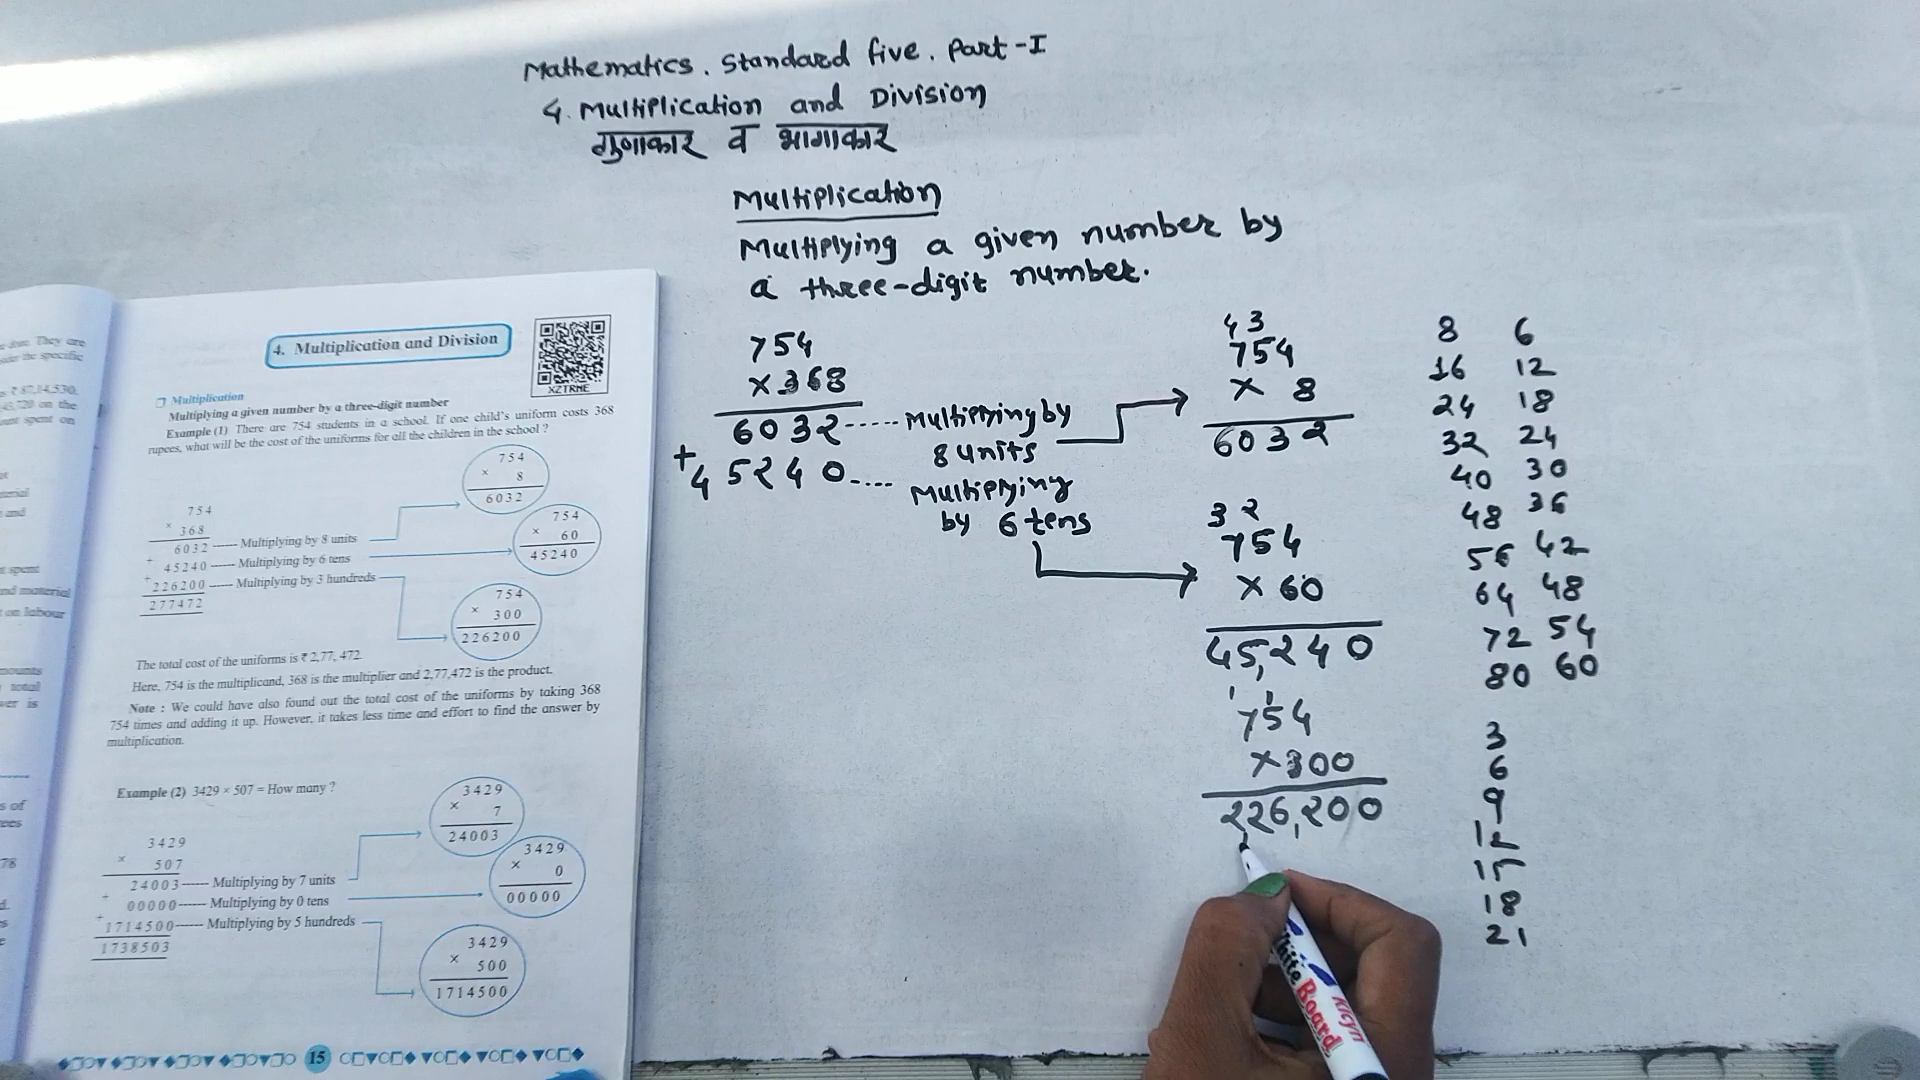 Mathematics. Standard five. Part-I
4. Multiplication and Division
गुणाकार व भागाकार
Multiplication
Multiplying a given number by
a three-digit number.
754
×368
6032 ----- Multiplying by
8 units
+
45240 .... Multiplying
by 6 tens
43
754
× 8
6032
32
754
× 60
45,240
1 1
754
×300
2,26,200
8 6
16 12
24 18
32 24
40 30
48 36
56 42
64 48
72 54
80 60
3
6
9
12
15
18
21
4. Multiplication and Division
XZTRME
❒ Multiplication
Multiplying a given number by a three-digit number
Example (1) There are 754 students in a school. If one child's uniform costs 368
rupees, what will be the cost of the uniforms for all the children in the school ?
754
× 368
6032 ------ Multiplying by 8 units
+ 45240 ------ Multiplying by 6 tens
+ 226200 ------ Multiplying by 3 hundreds
277472
754
× 8
6032
754
× 60
45240
754
× 300
226200
The total cost of the uniforms is ₹ 2,77,472.
Here, 754 is the multiplicand, 368 is the multiplier and 2,77,472 is the product.
Note : We could have also found out the total cost of the uniforms by taking 368
754 times and adding it up. However, it takes less time and effort to find the answer by
multiplication.
Example (2) 3429 × 507 = How many ?
3429
× 507
24003 ------ Multiplying by 7 units
+ 00000 ------ Multiplying by 0 tens
+ 1714500 ------ Multiplying by 5 hundreds
1738503
3429
× 7
24003
3429
× 0
00000
3429
× 500
1714500
15
White Board